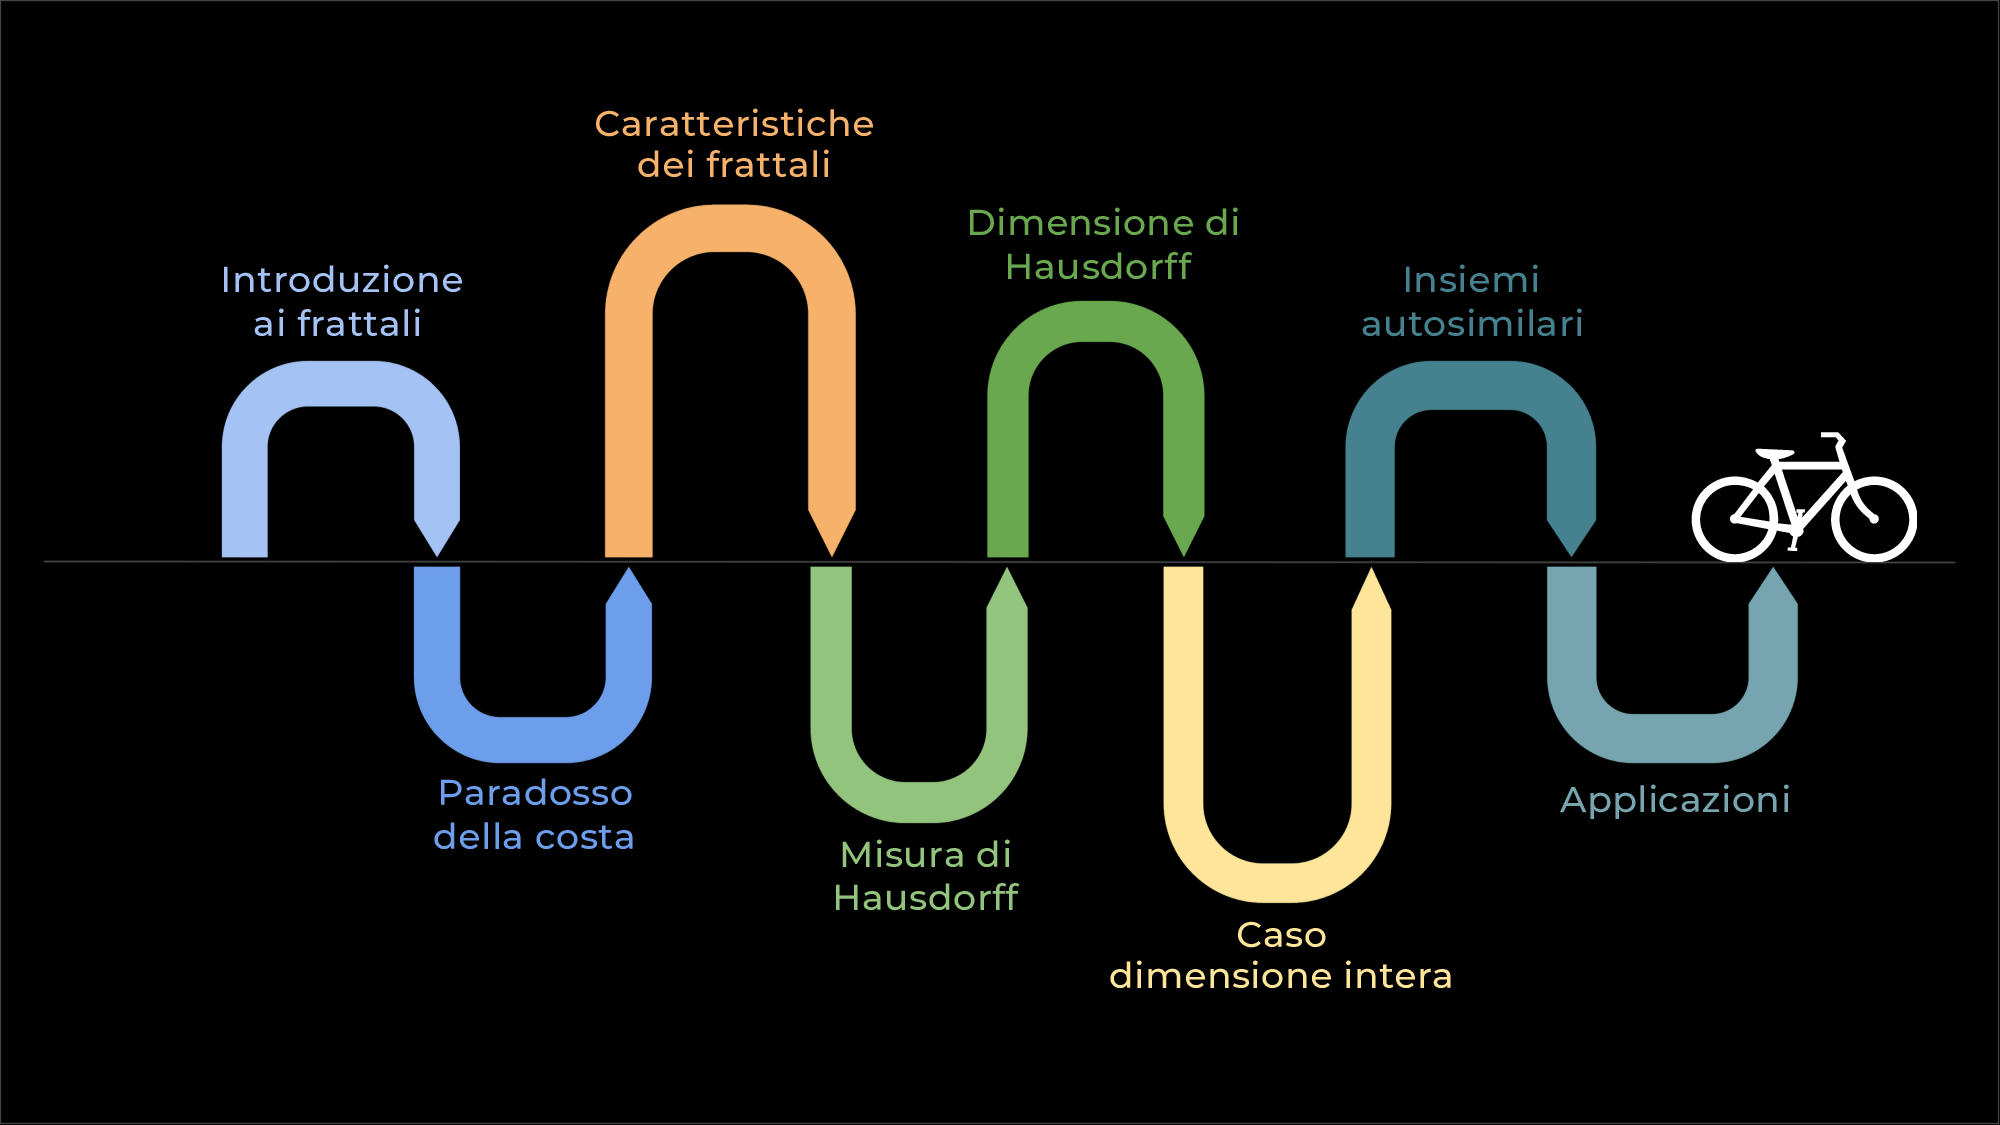 Introduzione
ai frattali
Paradosso
della costa
Caratteristiche
dei frattali
Misura di
Hausdorff
Dimensione di
Hausdorff
Caso
dimensione intera
Insiemi
autosimilari
Applicazioni